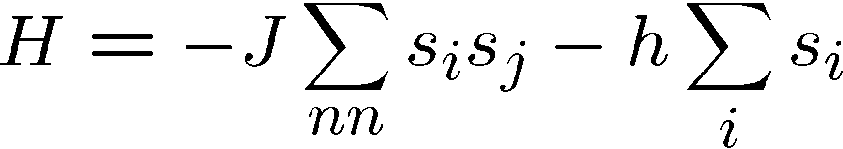 H = -J \sum_{nn} s_i s_j - h \sum_i s_i